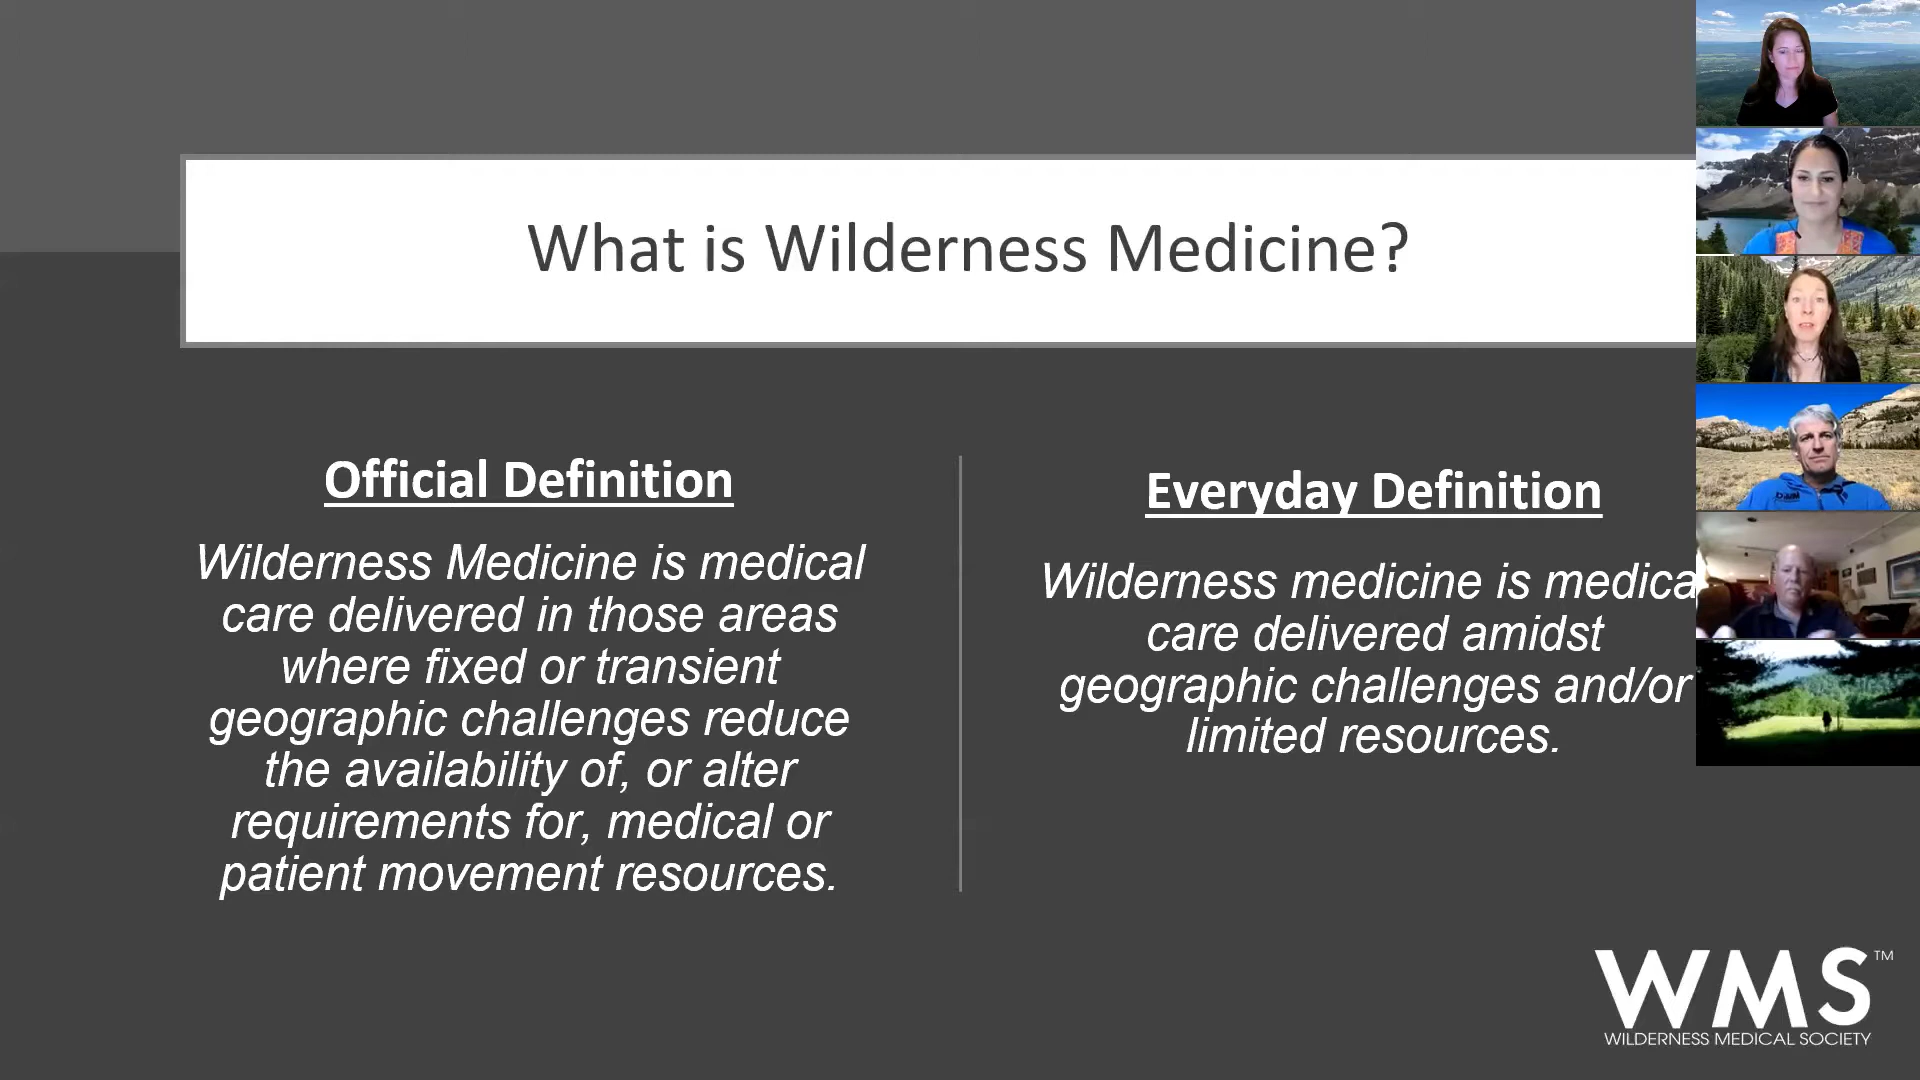 What is Wilderness Medicine?
Official Definition
Wilderness Medicine is medical
care delivered in those areas
where fixed or transient
geographic challenges reduce
the availability of, or alter
requirements for, medical or
patient movement resources.
Everyday Definition
Wilderness medicine is medica
care delivered amidst
geographic challenges and/or
limited resources.
WMS™
WILDERNESS MEDICAL SOCIETY